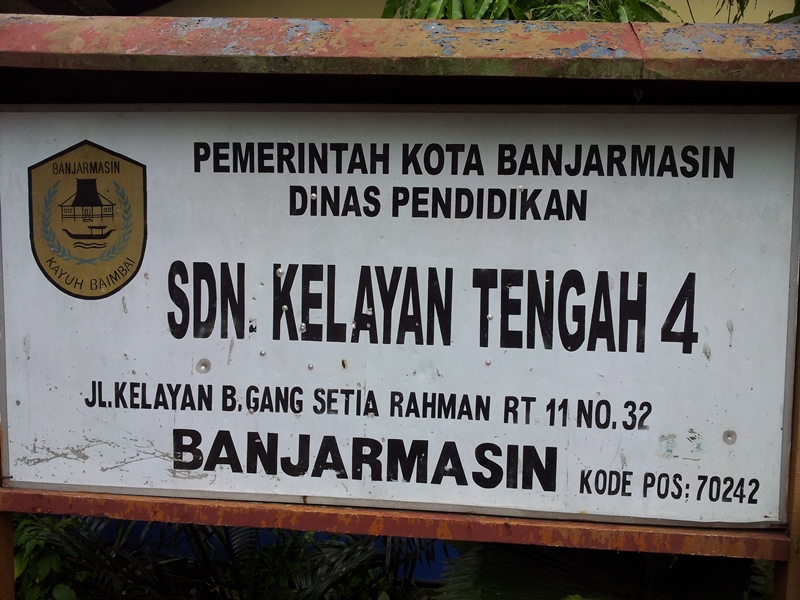 BANJARMASIN
KAYUH BAIMBAI
PEMERINTAH KOTA BANJARMASIN
DINAS PENDIDIKAN
SDN. KELAYAN TENGAH 4
JL.KELAYAN B.GANG SETIA RAHMAN RT 11 NO. 32
BANJARMASIN
KODE POS: 70242